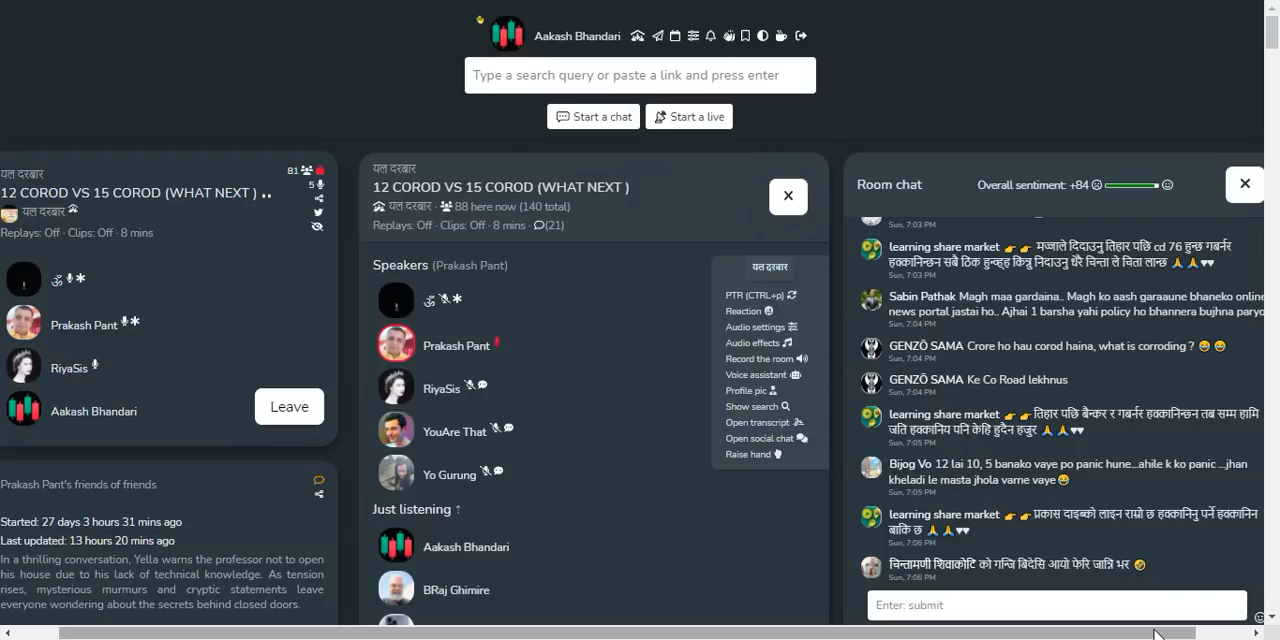 Aakash Bhandari
Type a search query or paste a link and press enter
Start a chat
Start a live
यल दरबार
81
12 COROD VS 15 COROD (WHAT NEXT ) ..
5
यल दरबार
Replays: Off · Clips: Off · 8 mins
ॐ
Prakash Pant
RiyaSis
Aakash Bhandari
Leave
Prakash Pant's friends of friends
Started: 27 days 3 hours 31 mins ago
Last updated: 13 hours 20 mins ago
In a thrilling conversation, Yella warns the professor not to open
his house due to his lack of technical knowledge. As tension
rises, mysterious murmurs and cryptic statements leave
everyone wondering about the secrets behind closed doors.
यल दरबार
12 COROD VS 15 COROD (WHAT NEXT )
यल दरबार · 88 here now (140 total)
Replays: Off · Clips: Off · 8 mins · (21)
Speakers (Prakash Pant)
ॐ
Prakash Pant
RiyaSis
YouAre That
Yo Gurung
Just listening ↑
Aakash Bhandari
BRaj Ghimire
यल दरबार
PTR (CTRL+p)
Reaction
Audio settings
Audio effects
Record the room
Voice assistant
Profile pic
Show search
Open transcript
Open social chat
Raise hand
Room chat
Overall sentiment: +84
Sun, 7:03 PM
learning share market 👉 👉 मज्जाले दिदाउनु तिहार पछि cd 76 हुन्छ गबर्नर
हक्कानिन्छन सबै ठिक हुन्छ्ह किन्नु निदाउनु धेरै चिन्ता ले चिता लान्छ 🙏 🙏♥♥
Sun, 7:03 PM
Sabin Pathak Magh maa gardaina.. Magh ko aash garaaune bhaneko online
news portal jastai ho.. Ajhai 1 barsha yahi policy ho bhannera bujhna paryo
Sun, 7:04 PM
GENZŌ SAMA Crore ho hau corod haina, what is corroding ? 😂 😂
Sun, 7:04 PM
GENZŌ SAMA Ke Co Road lekhnus
Sun, 7:04 PM
learning share market 👉 👉 तिहार पछि बैन्कर र गबर्नर हक्कानिन्छन तब सम्म हामि
जति हक्कानिय पनि केहि हुदैन हजुर 🙏 🙏♥♥
Sun, 7:05 PM
Bijog Vo 12 lai 10, 5 banako vaye po panic hune...ahile k ko panic ...jhan
kheladi le masta jhola varne vaye😂
Sun, 7:05 PM
learning share market 👉 👉 प्रकास दाइब्को लाइन राम्रो छ हक्कानिनु पर्ने हक्कानिन
बाकि छ 🙏 🙏♥♥
Sun, 7:06 PM
चिन्तामणी शिवाकोटि को गन्जि बिदेसि आयो फेरि जात्रि भर 🤣
Sun, 7:06 PM
Enter: submit